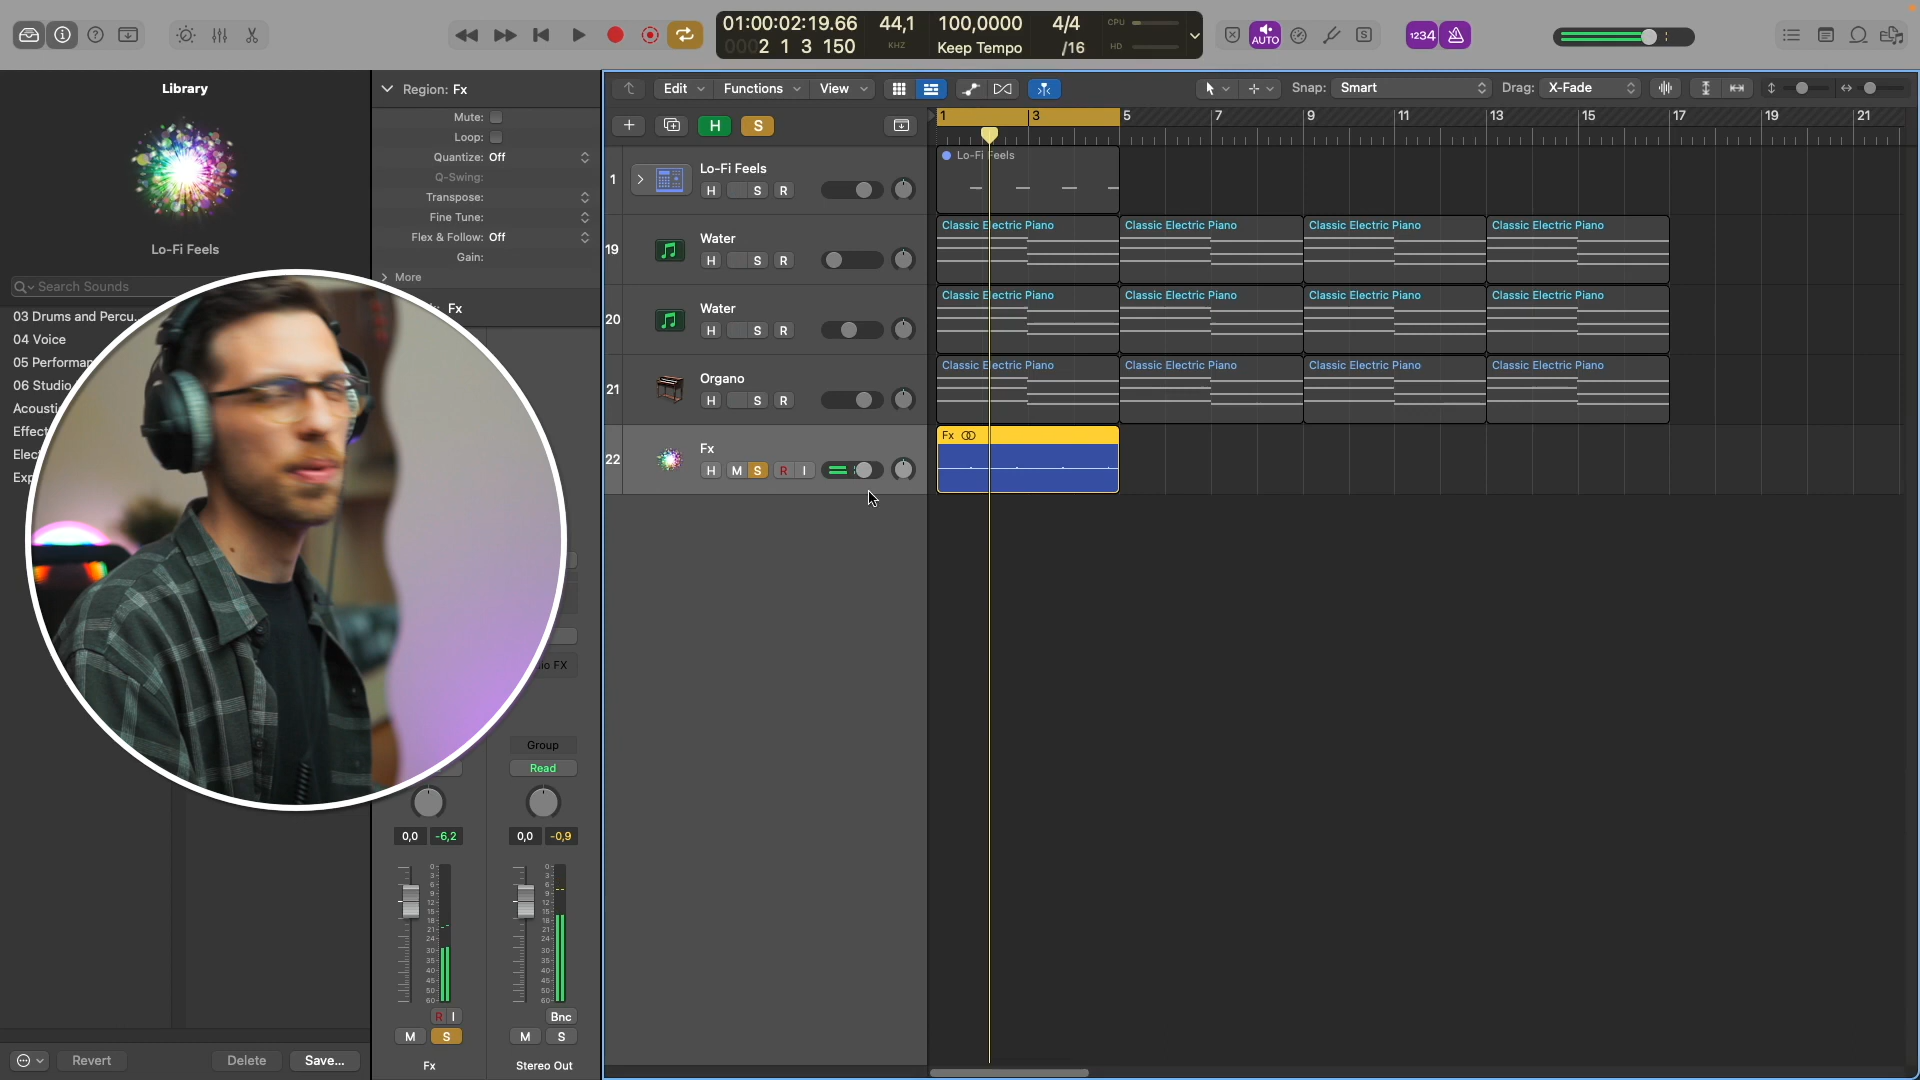 01:00:02:19.66
0002 1 3 150
44,1
KHZ
100,0000
Keep Tempo
4/4
/16
CPU
HD
AUTO
S
1234
Library
Lo-Fi Feels
Search Sounds
03 Drums and Percu...
04 Voice
05 Performan
06 Studio
Acousti
Effect
Elec
Exp
Revert
Delete
Save...
Region: Fx
Mute:
Loop:
Quantize: Off
Q-Swing:
Transpose:
Fine Tune:
Flex & Follow: Off
Gain:
More
Fx
io FX
Group
Read
0,0 -6,2
0,0 -0,9
R I
Bnc
M S
M S
Fx
Stereo Out
Edit
Functions
View
Snap: Smart
Drag: X-Fade
H
S
1 3 5 7 9 11 13 15 17 19 21
1
Lo-Fi Feels
H S R
Lo-Fi Feels
19
Water
H S R
Classic Electric Piano
Classic Electric Piano
Classic Electric Piano
Classic Electric Piano
20
Water
H S R
Classic Electric Piano
Classic Electric Piano
Classic Electric Piano
Classic Electric Piano
21
Organo
H S R
Classic Electric Piano
Classic Electric Piano
Classic Electric Piano
Classic Electric Piano
22
Fx
H M S R I
Fx